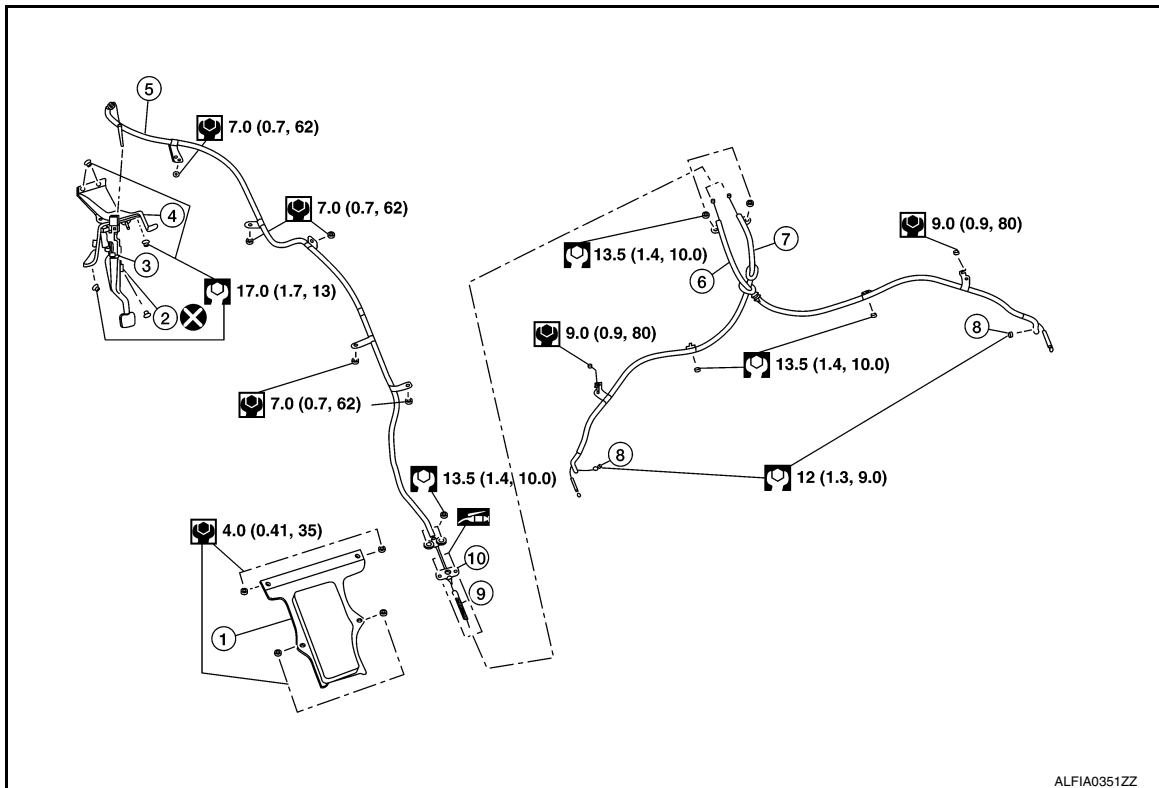 5
7.0 (0.7, 62)
4
7.0 (0.7, 62)
9.0 (0.9, 80)
7
13.5 (1.4, 10.0)
3
6
17.0 (1.7, 13)
2
8
9.0 (0.9, 80)
13.5 (1.4, 10.0)
7.0 (0.7, 62)
8
13.5 (1.4, 10.0)
12 (1.3, 9.0)
4.0 (0.41, 35)
10
9
1
ALFIA0351ZZ